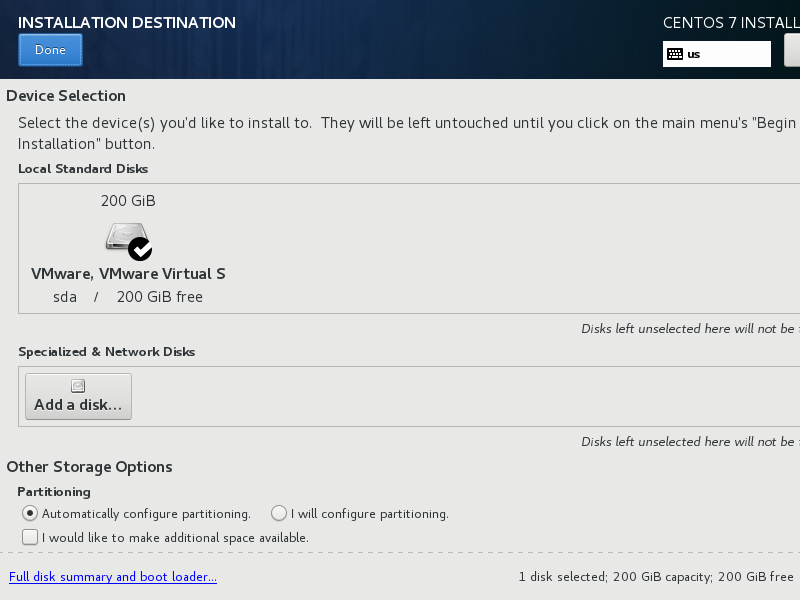 INSTALLATION DESTINATION
CENTOS 7 INSTALL
Done
us
Device Selection
Select the device(s) you'd like to install to.  They will be left untouched until you click on the main menu's "Begin
Installation" button.
Local Standard Disks
200 GiB
VMware, VMware Virtual S
sda / 200 GiB free
Disks left unselected here will not be
Specialized & Network Disks
Add a disk...
Disks left unselected here will not be
Other Storage Options
Partitioning
Automatically configure partitioning. I will configure partitioning.
I would like to make additional space available.
Full disk summary and boot loader...
1 disk selected; 200 GiB capacity; 200 GiB free